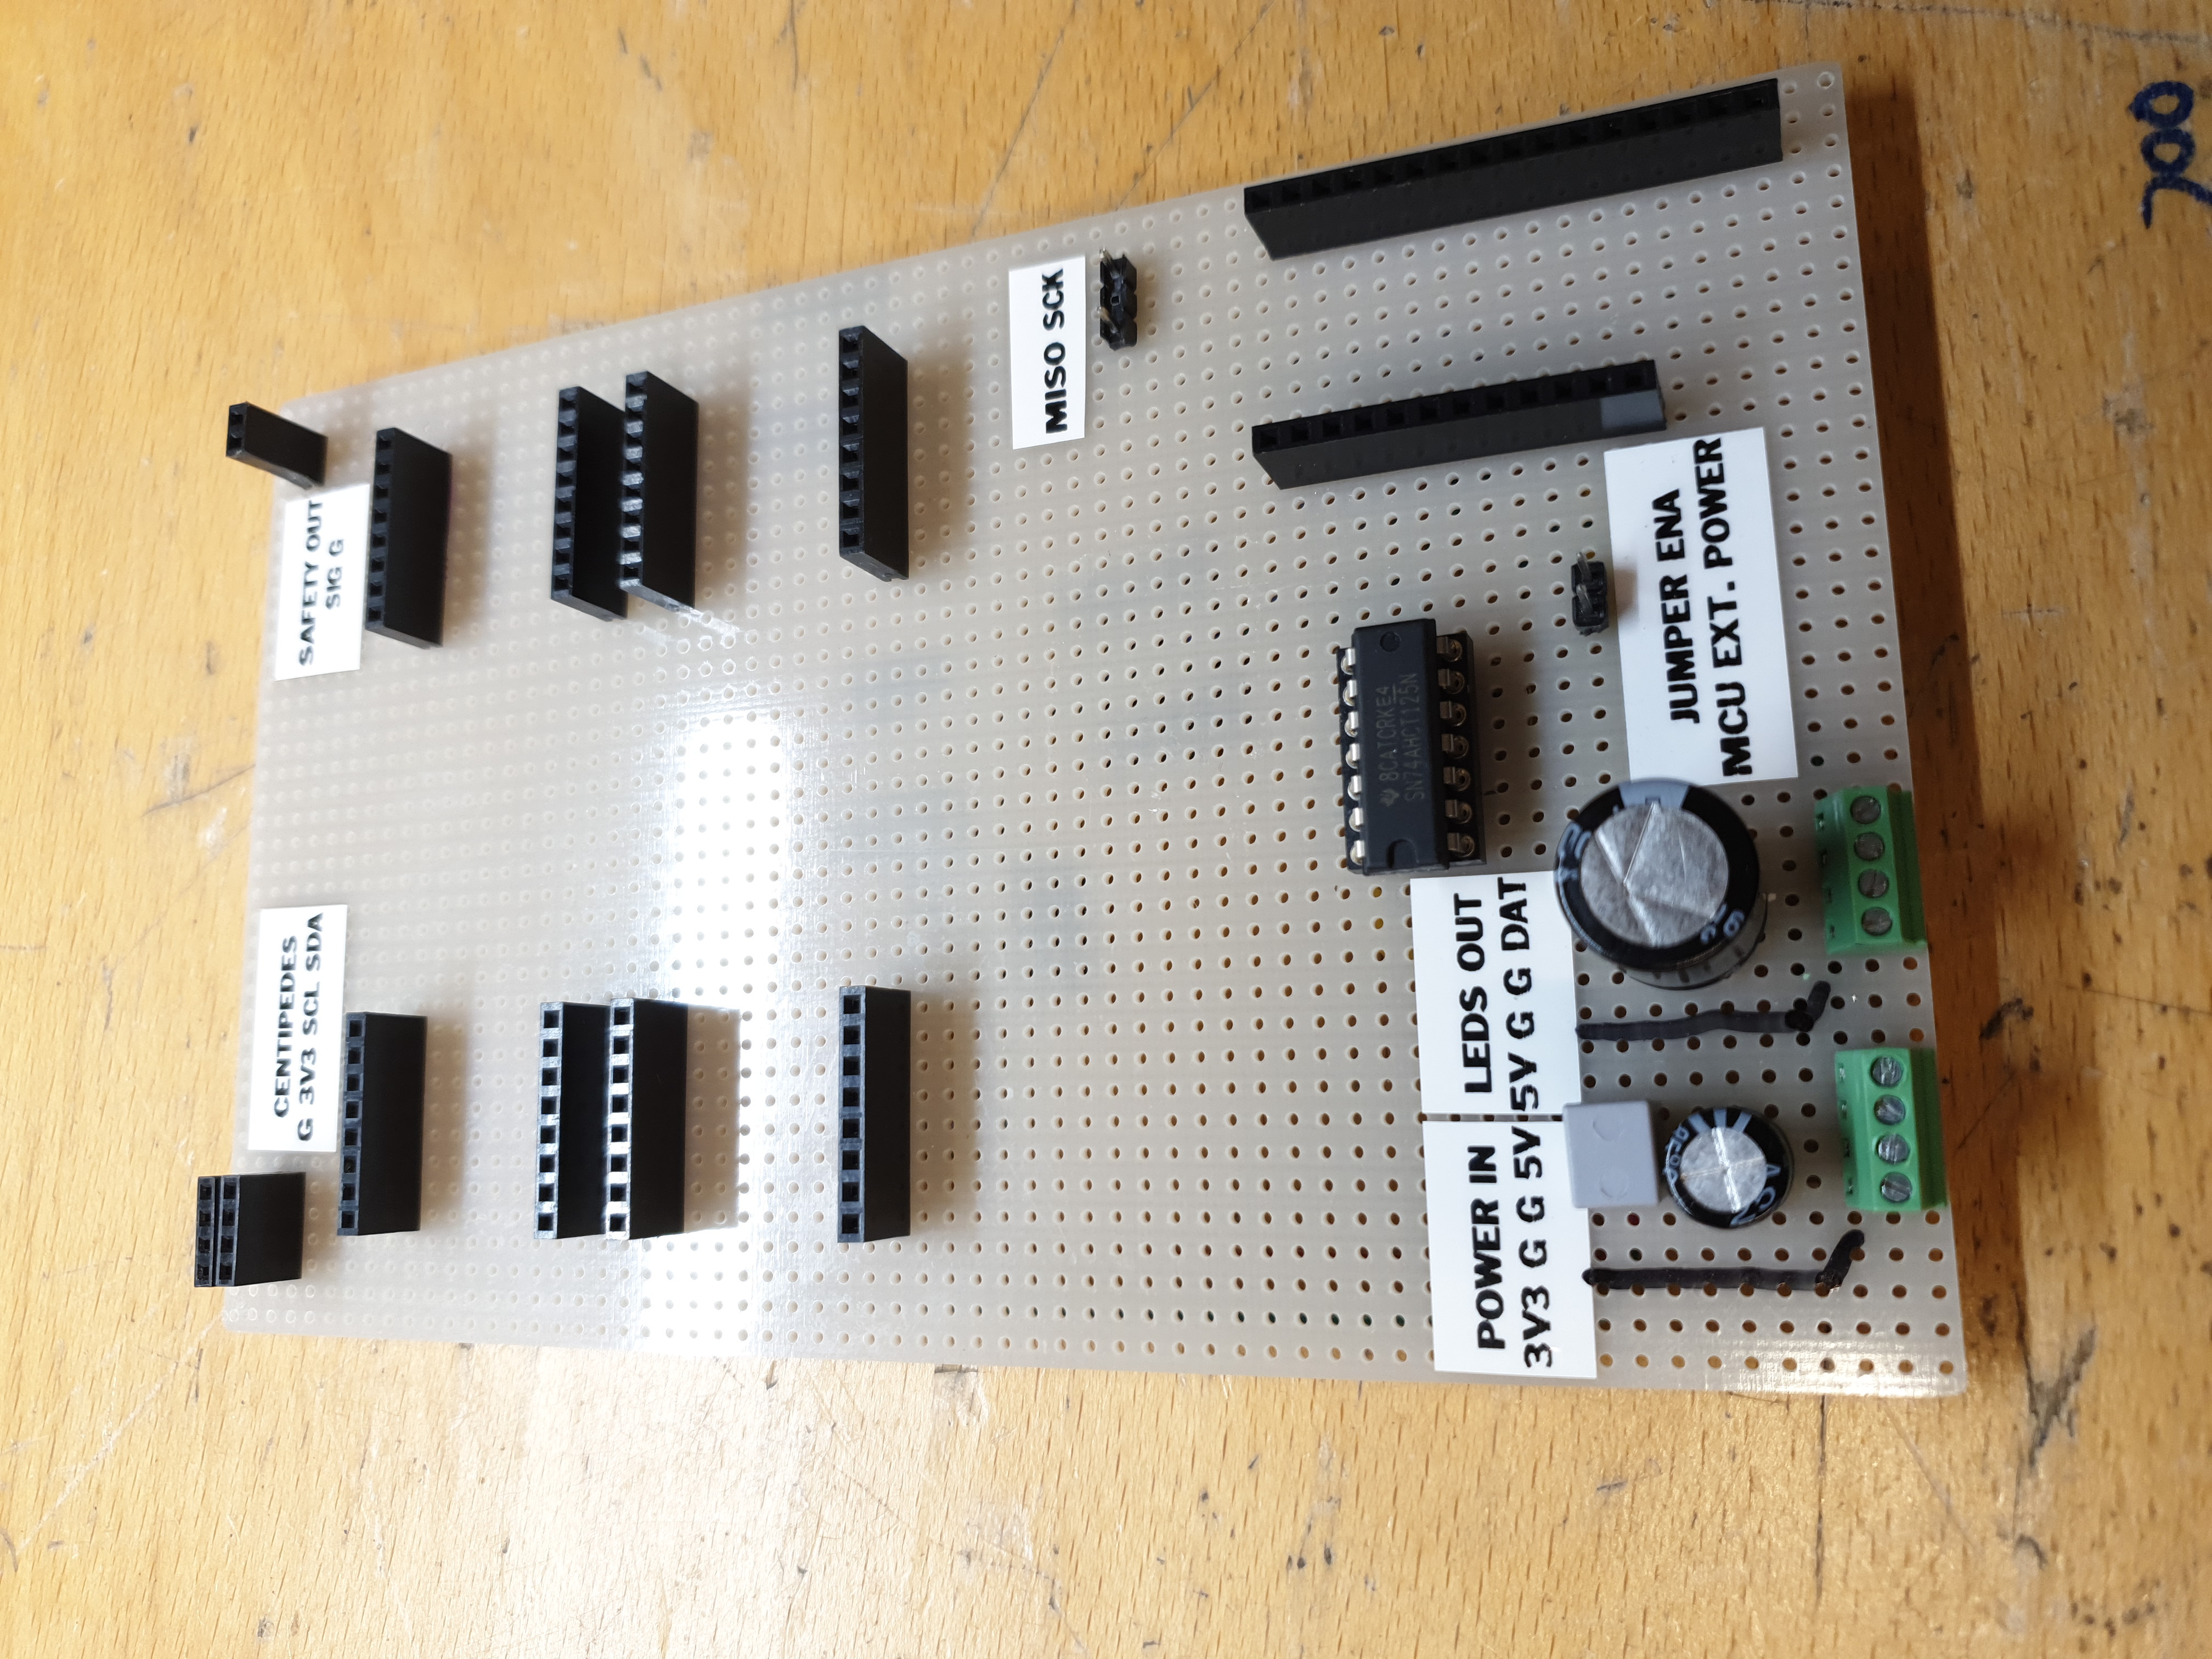 CENTIPEDES
G 3V3 SCL SDA
SAFETY OUT
SIG G
MISO SCK
8CATCRKE4
SN74AHCT125N
POWER IN
3V3 G G 5V
LEDS OUT
5V G G DAT
JUMPER ENA
MCU EXT. POWER